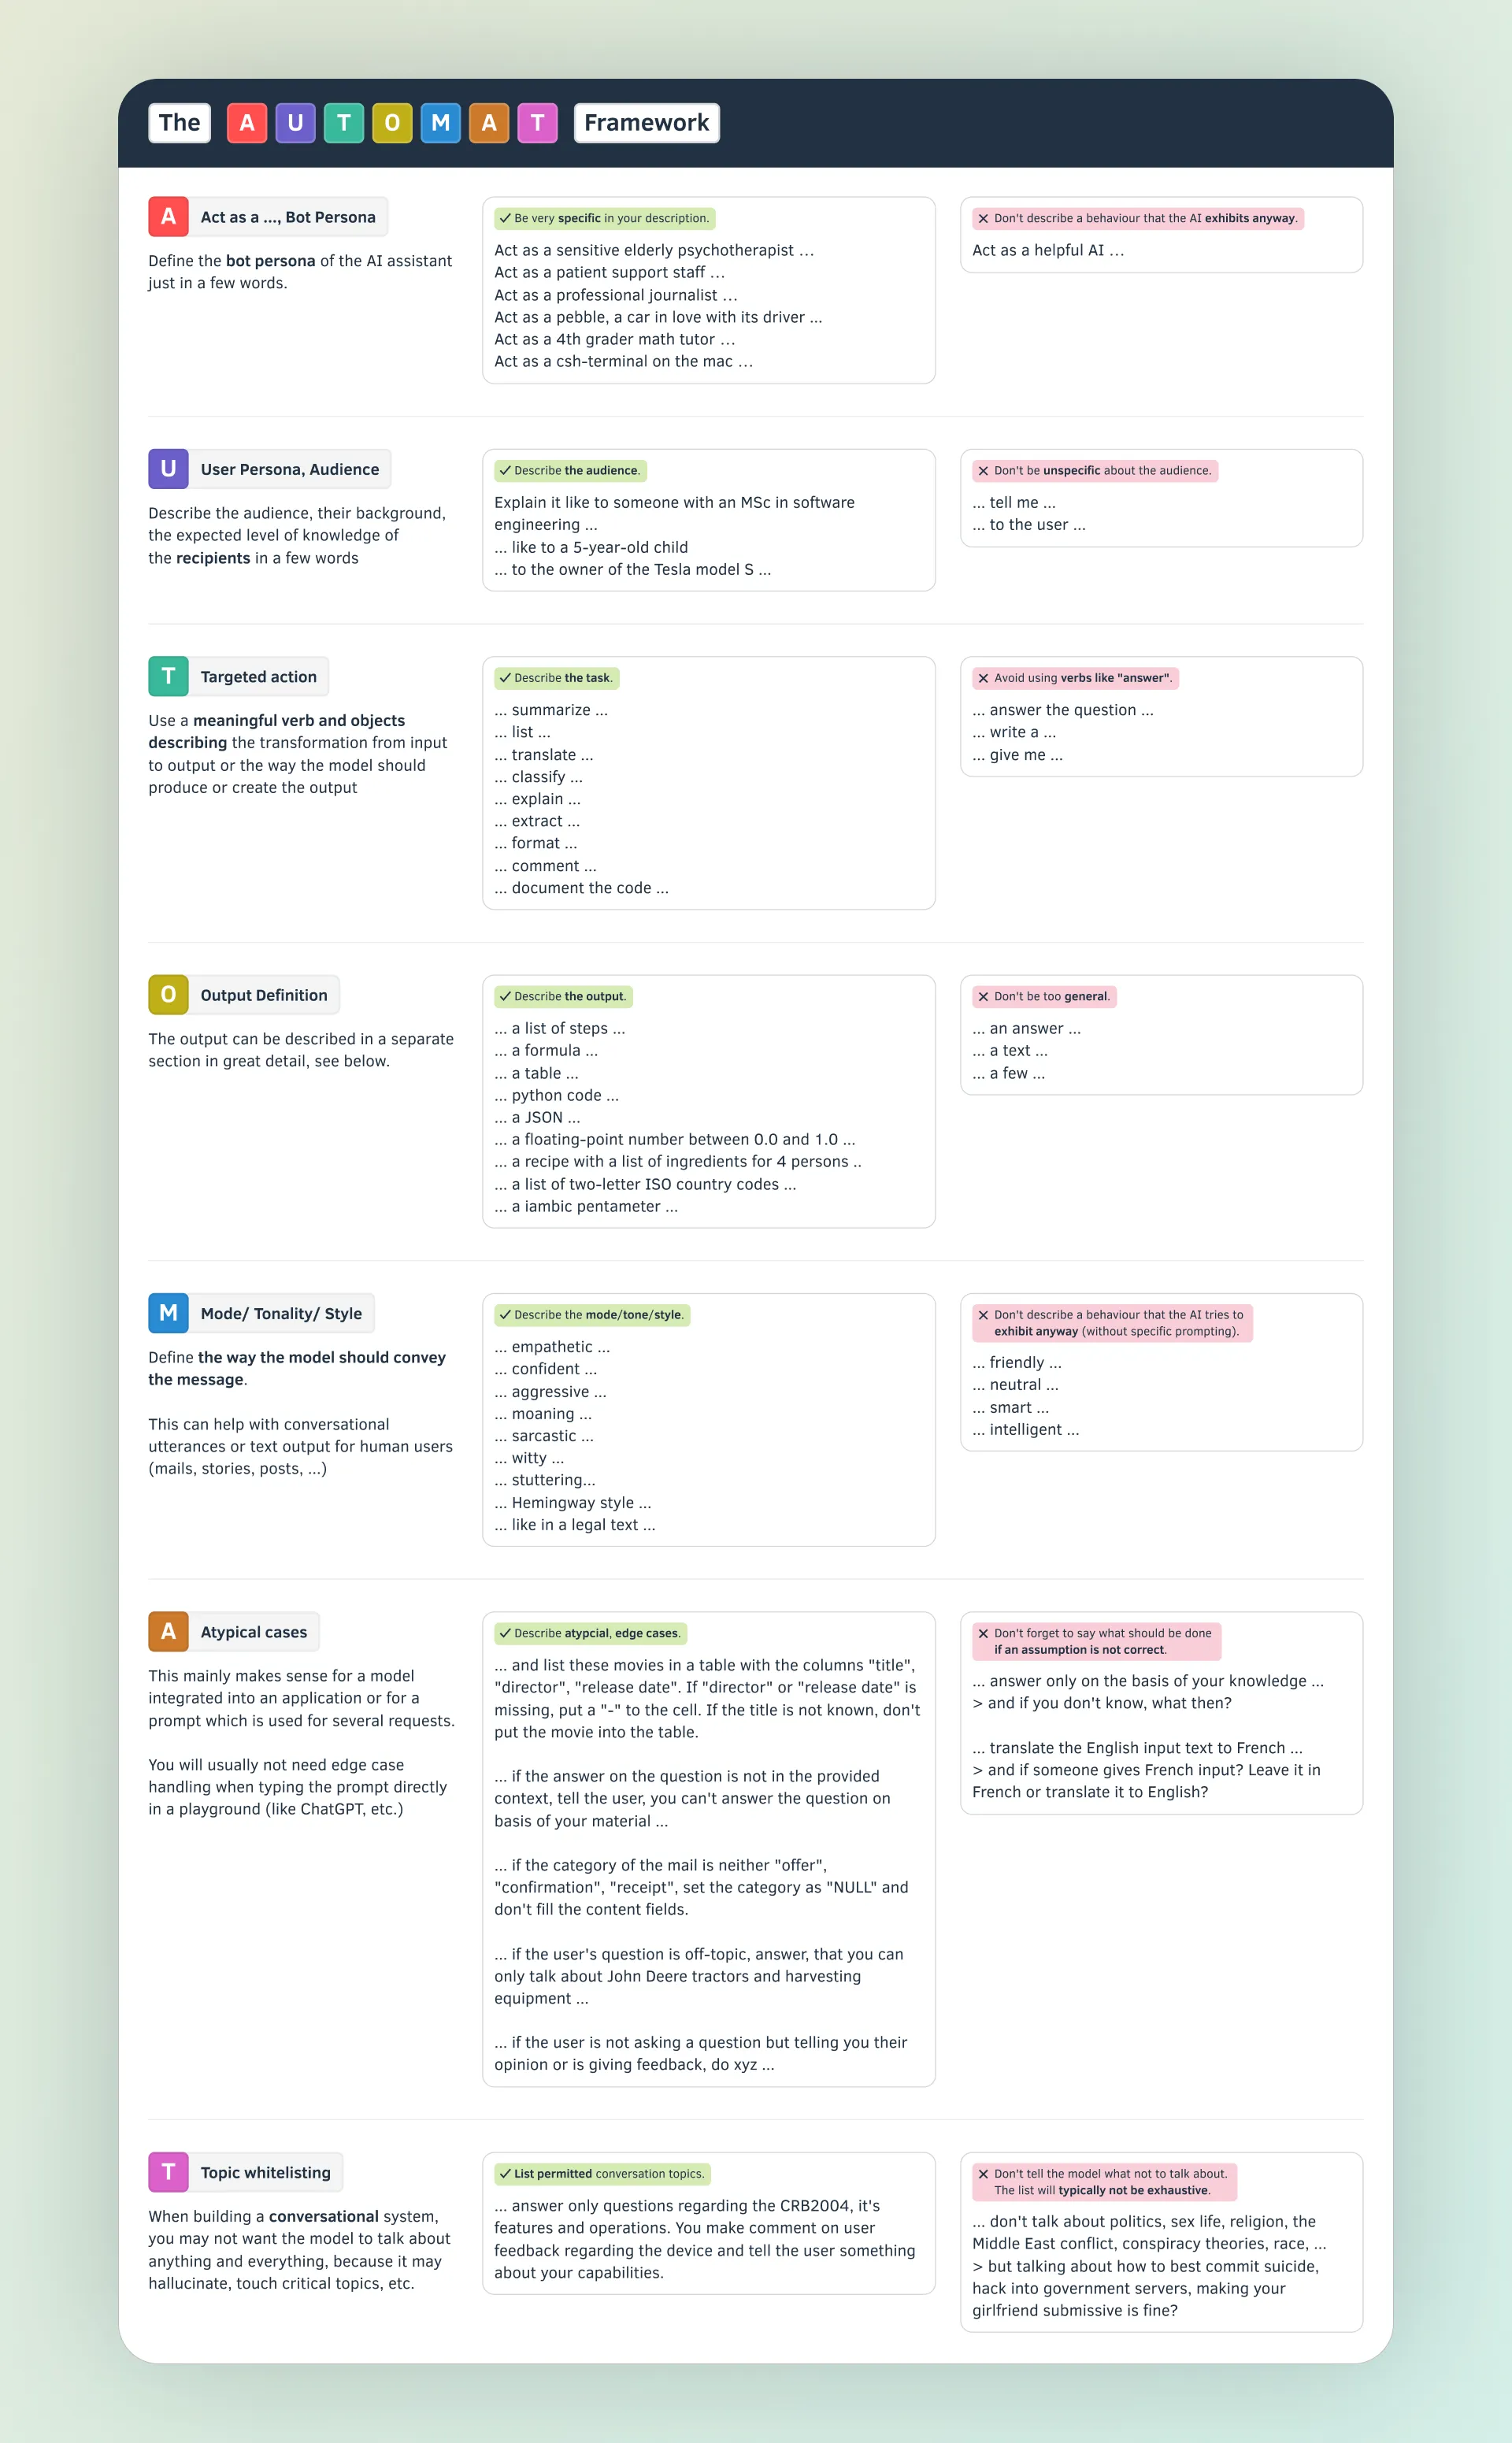 The A U T O M A T Framework
A Act as a ..., Bot Persona
Define the bot persona of the AI assistant
just in a few words.
✓ Be very specific in your description.
Act as a sensitive elderly psychotherapist ...
Act as a patient support staff ...
Act as a professional journalist ...
Act as a pebble, a car in love with its driver ...
Act as a 4th grader math tutor ...
Act as a csh-terminal on the mac ...
✕ Don't describe a behaviour that the AI exhibits anyway.
Act as a helpful AI ...
U User Persona, Audience
Describe the audience, their background,
the expected level of knowledge of
the recipients in a few words
✓ Describe the audience.
Explain it like to someone with an MSc in software
engineering ...
... like to a 5-year-old child
... to the owner of the Tesla model S ...
✕ Don't be unspecific about the audience.
... tell me ...
... to the user ...
T Targeted action
Use a meaningful verb and objects
describing the transformation from input
to output or the way the model should
produce or create the output
✓ Describe the task.
... summarize ...
... list ...
... translate ...
... classify ...
... explain ...
... extract ...
... format ...
... comment ...
... document the code ...
✕ Avoid using verbs like "answer".
... answer the question ...
... write a ...
... give me ...
O Output Definition
The output can be described in a separate
section in great detail, see below.
✓ Describe the output.
... a list of steps ...
... a formula ...
... a table ...
... python code ...
... a JSON ...
... a floating-point number between 0.0 and 1.0 ...
... a recipe with a list of ingredients for 4 persons ..
... a list of two-letter ISO country codes ...
... a iambic pentameter ...
✕ Don't be too general.
... an answer ...
... a text ...
... a few ...
M Mode/ Tonality/ Style
Define the way the model should convey
the message.
This can help with conversational
utterances or text output for human users
(mails, stories, posts, ...)
✓ Describe the mode/tone/style.
... empathetic ...
... confident ...
... aggressive ...
... moaning ...
... sarcastic ...
... witty ...
... stuttering...
... Hemingway style ...
... like in a legal text ...
✕ Don't describe a behaviour that the AI tries to
exhibit anyway (without specific prompting).
... friendly ...
... neutral ...
... smart ...
... intelligent ...
A Atypical cases
This mainly makes sense for a model
integrated into an application or for a
prompt which is used for several requests.
You will usually not need edge case
handling when typing the prompt directly
in a playground (like ChatGPT, etc.)
✓ Describe atypcial, edge cases.
... and list these movies in a table with the columns "title",
"director", "release date". If "director" or "release date" is
missing, put a "-" to the cell. If the title is not known, don't
put the movie into the table.
... if the answer on the question is not in the provided
context, tell the user, you can't answer the question on
basis of your material ...
... if the category of the mail is neither "offer",
"confirmation", "receipt", set the category as "NULL" and
don't fill the content fields.
... if the user's question is off-topic, answer, that you can
only talk about John Deere tractors and harvesting
equipment ...
... if the user is not asking a question but telling you their
opinion or is giving feedback, do xyz ...
✕ Don't forget to say what should be done
if an assumption is not correct.
... answer only on the basis of your knowledge ...
> and if you don't know, what then?
... translate the English input text to French ...
> and if someone gives French input? Leave it in
French or translate it to English?
T Topic whitelisting
When building a conversational system,
you may not want the model to talk about
anything and everything, because it may
hallucinate, touch critical topics, etc.
✓ List permitted conversation topics.
... answer only questions regarding the CRB2004, it's
features and operations. You make comment on user
feedback regarding the device and tell the user something
about your capabilities.
✕ Don't tell the model what not to talk about.
The list will typically not be exhaustive.
... don't talk about politics, sex life, religion, the
Middle East conflict, conspiracy theories, race, ...
> but talking about how to best commit suicide,
hack into government servers, making your
girlfriend submissive is fine?